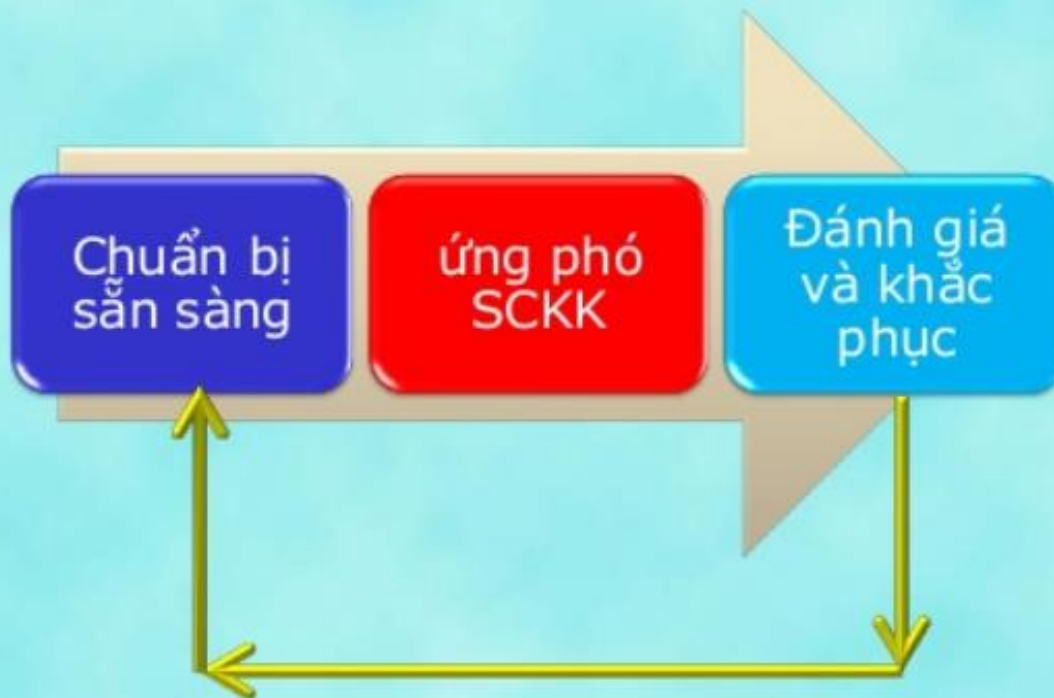 Chuẩn bị
sẵn sàng
ứng phó
SCKK
Đánh giá
và khắc
phục